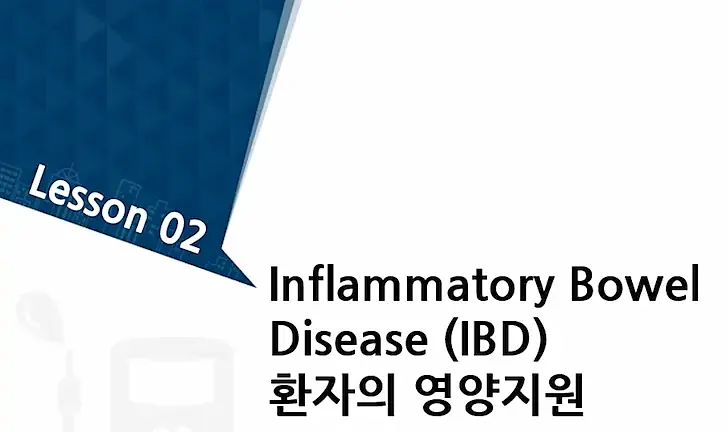 Lesson 02
Inflammatory Bowel
Disease (IBD)
환자의 영양지원